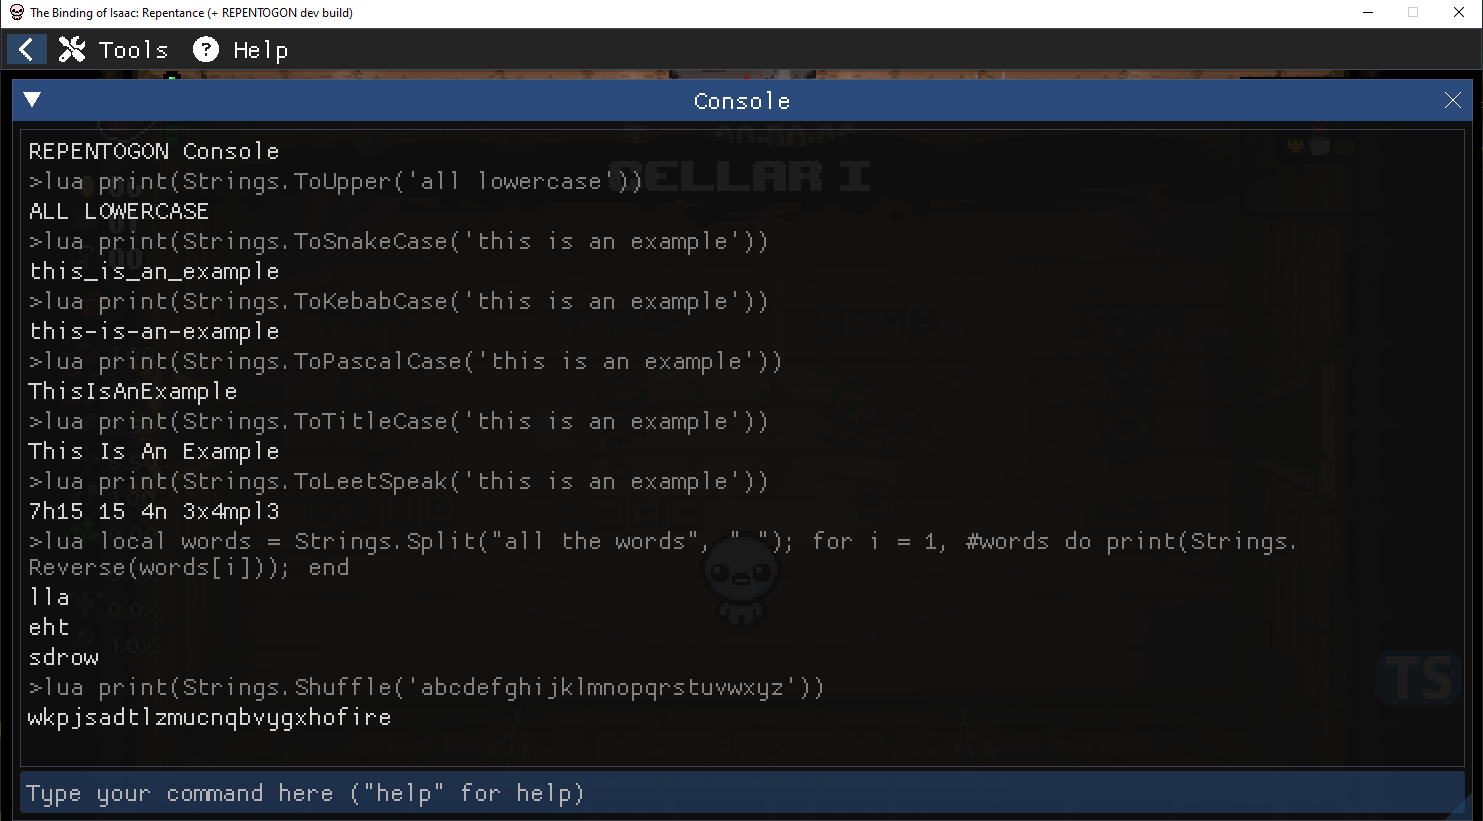 The Binding of Isaac: Repentance (+ REPENTOGON dev build)
Tools Help
Console
CELLAR I
REPENTOGON Console
>lua print(Strings.ToUpper('all lowercase'))
ALL LOWERCASE
>lua print(Strings.ToSnakeCase('this is an example'))
this_is_an_example
>lua print(Strings.ToKebabCase('this is an example'))
this-is-an-example
>lua print(Strings.ToPascalCase('this is an example'))
ThisIsAnExample
>lua print(Strings.ToTitleCase('this is an example'))
This Is An Example
>lua print(Strings.ToLeetSpeak('this is an example'))
7h15 15 4n 3x4mpl3
>lua local words = Strings.Split("all the words", " "); for i = 1, #words do print(Strings.
Reverse(words[i])); end
lla
eht
sdrow
>lua print(Strings.Shuffle('abcdefghijklmnopqrstuvwxyz'))
wkpjsadtlzmucnqbvygxhofire
0.0%
1.0%
TS
Type your command here ("help" for help)